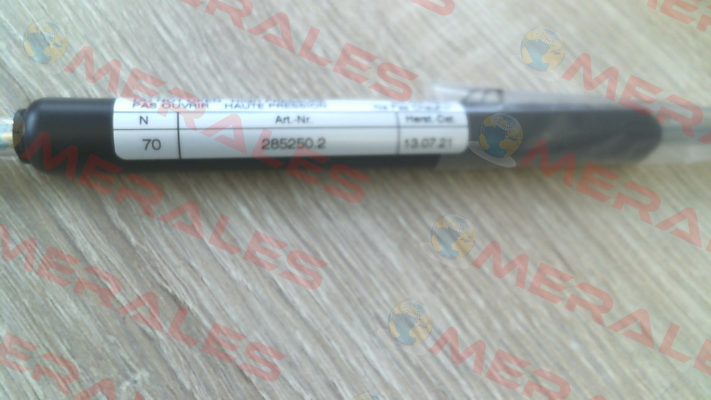 PAS OUVRIR HAUTE PRESSION
N Art.-Nr. Herst.-Dat.
70 285250.2 13.07.21
MERALES
MERALES
MERALES
MERALES
MERALES
MERALES